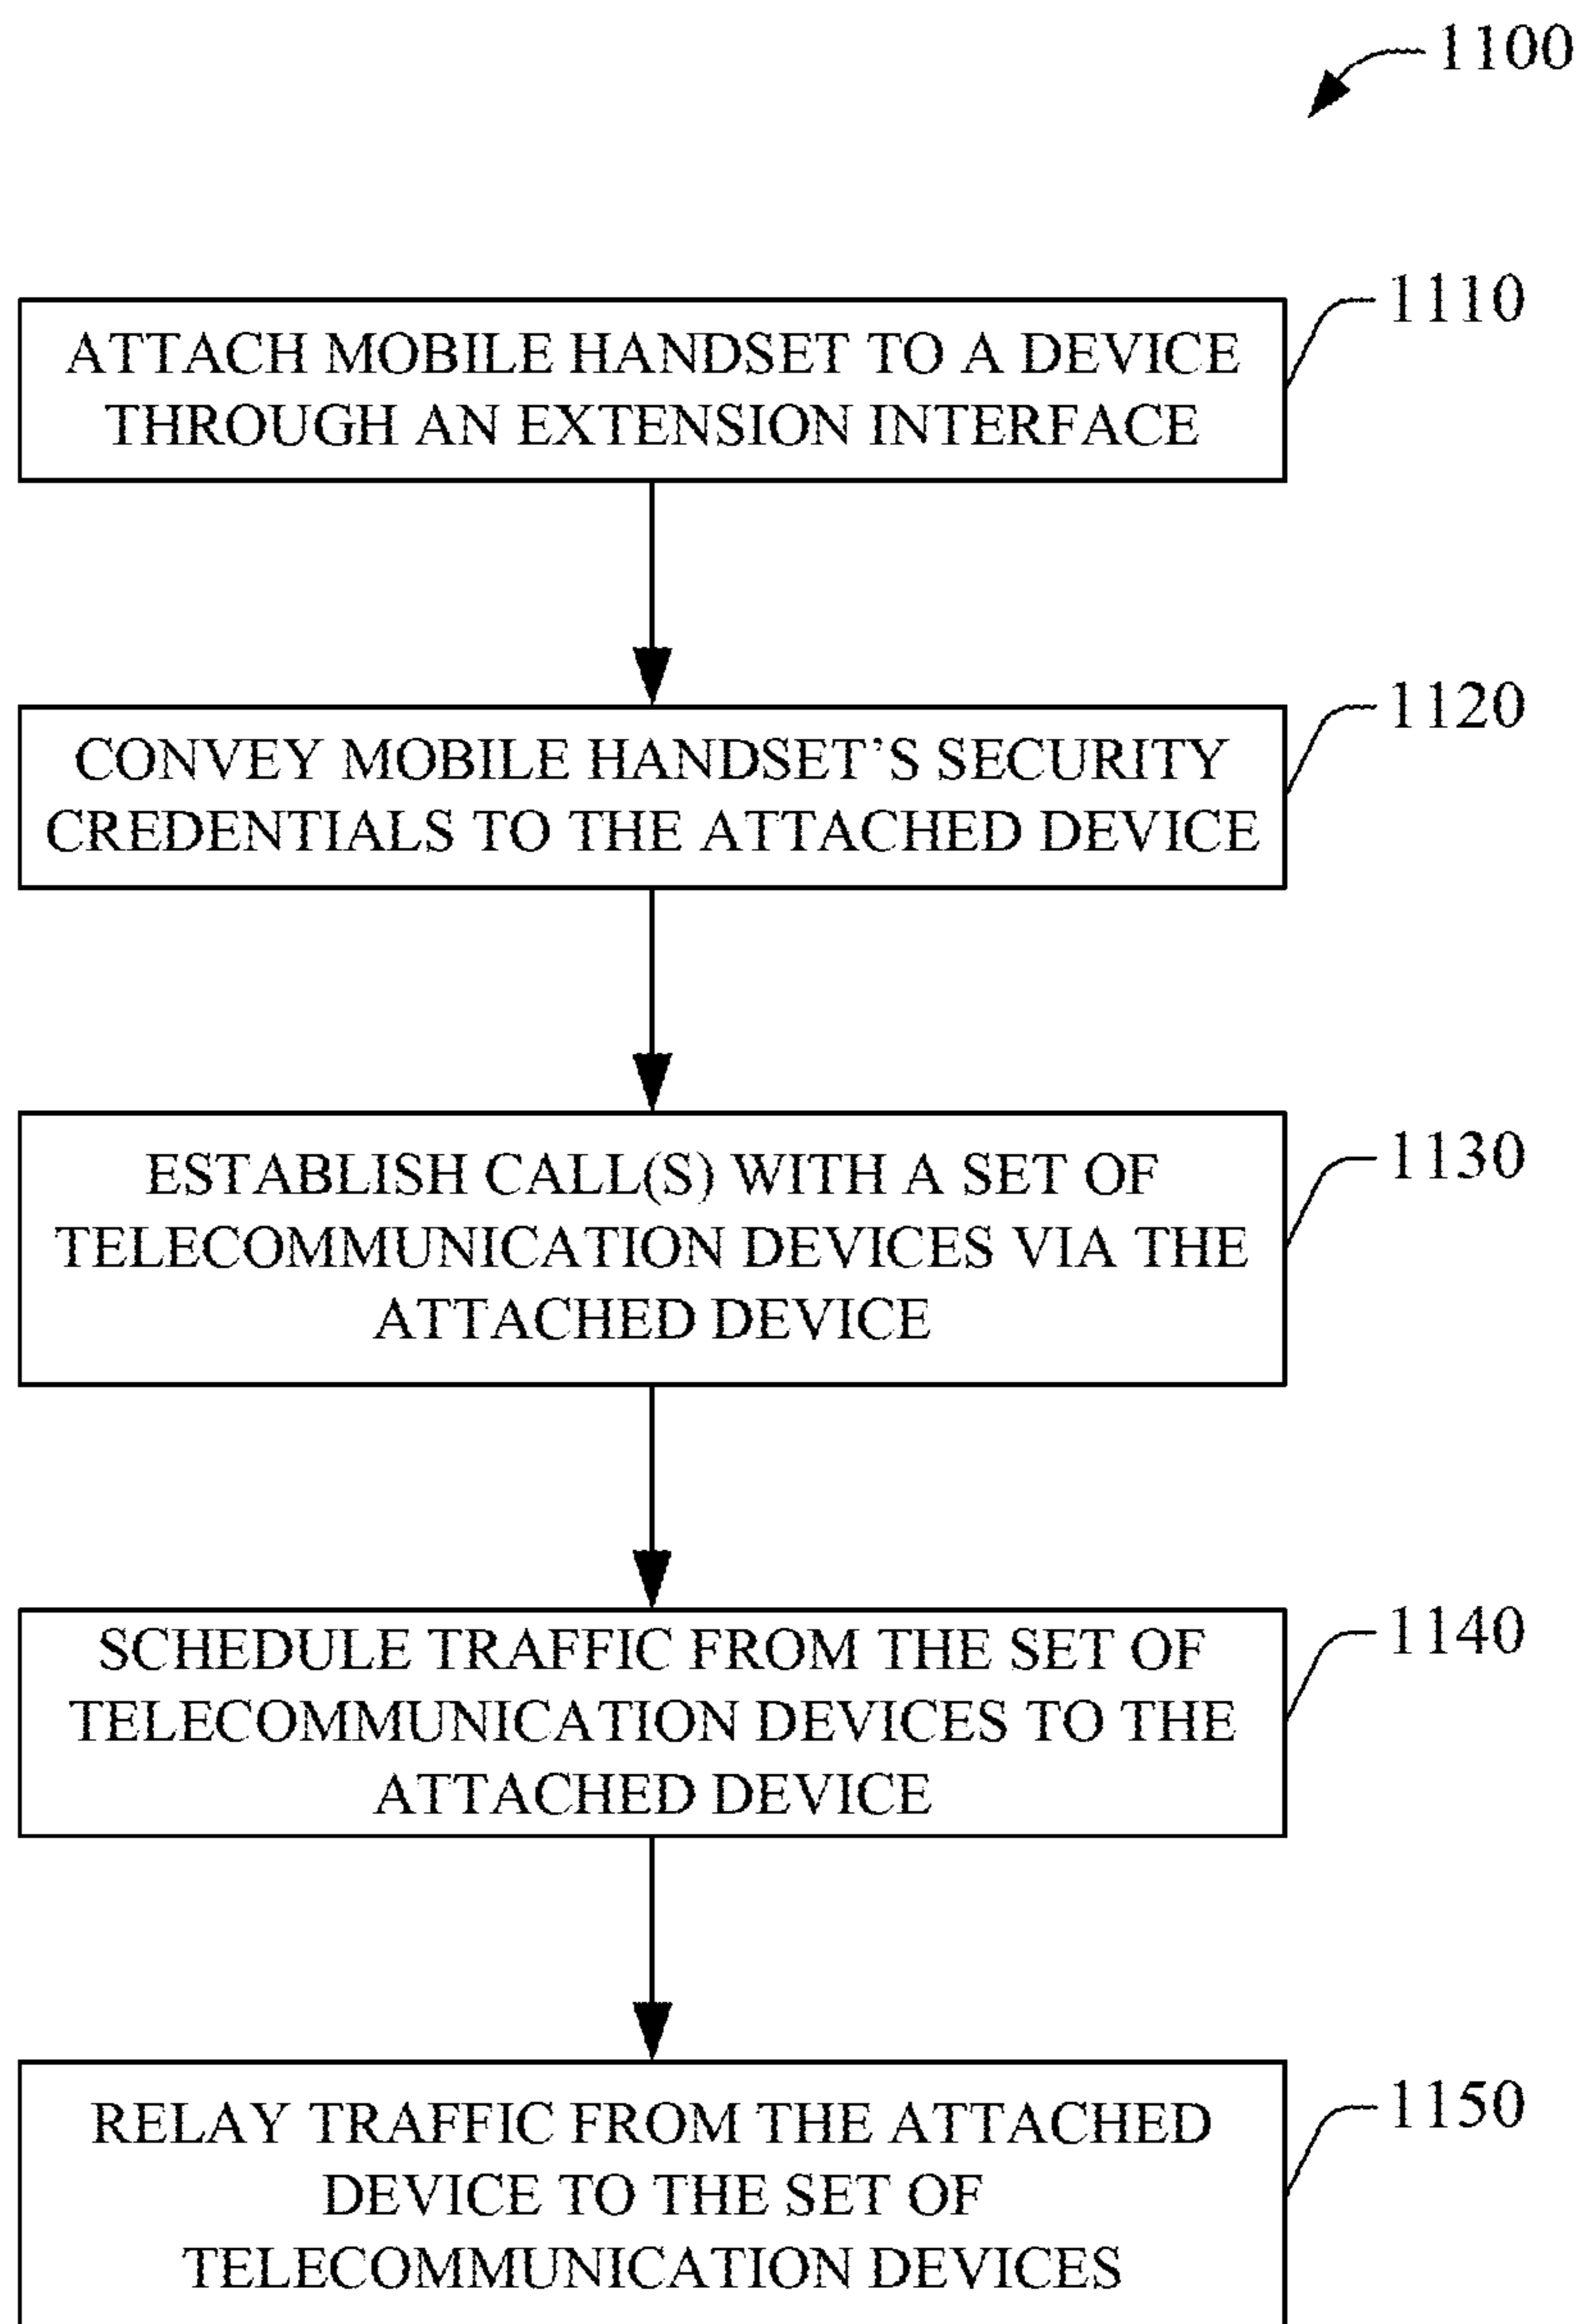 1100
1110
ATTACH MOBILE HANDSET TO A DEVICE
THROUGH AN EXTENSION INTERFACE
1120
CONVEY MOBILE HANDSET’S SECURITY
CREDENTIALS TO THE ATTACHED DEVICE
1130
ESTABLISH CALL(S) WITH A SET OF
TELECOMMUNICATION DEVICES VIA THE
ATTACHED DEVICE
1140
SCHEDULE TRAFFIC FROM THE SET OF
TELECOMMUNICATION DEVICES TO THE
ATTACHED DEVICE
1150
RELAY TRAFFIC FROM THE ATTACHED
DEVICE TO THE SET OF
TELECOMMUNICATION DEVICES